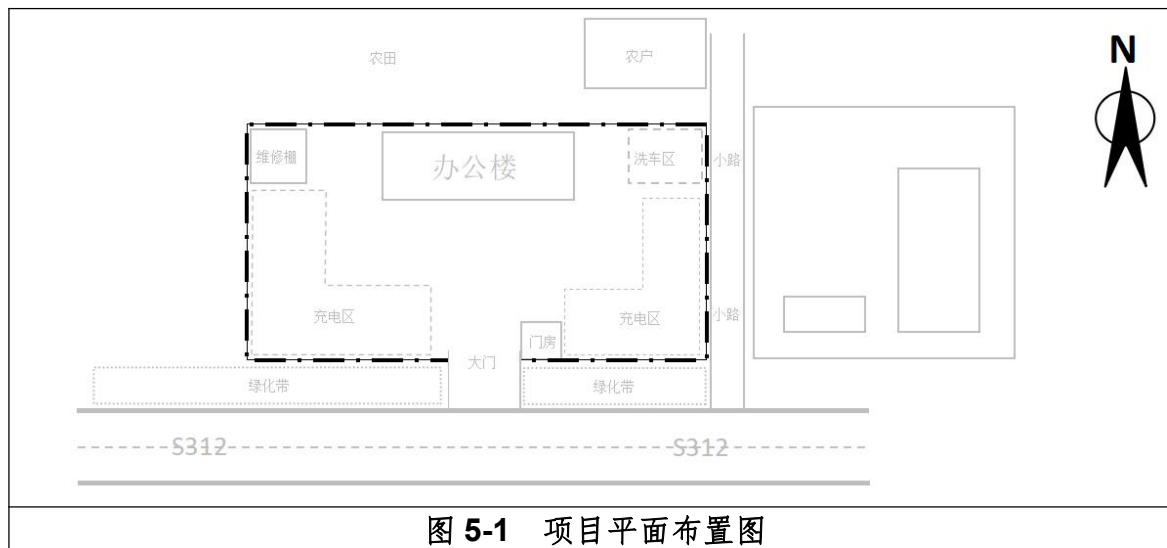 农田
农户
N
维修棚
办公楼
洗车区
小路
充电区
门房
充电区
小路
大门
绿化带
绿化带
S312
S312
图 5-1 项目平面布置图